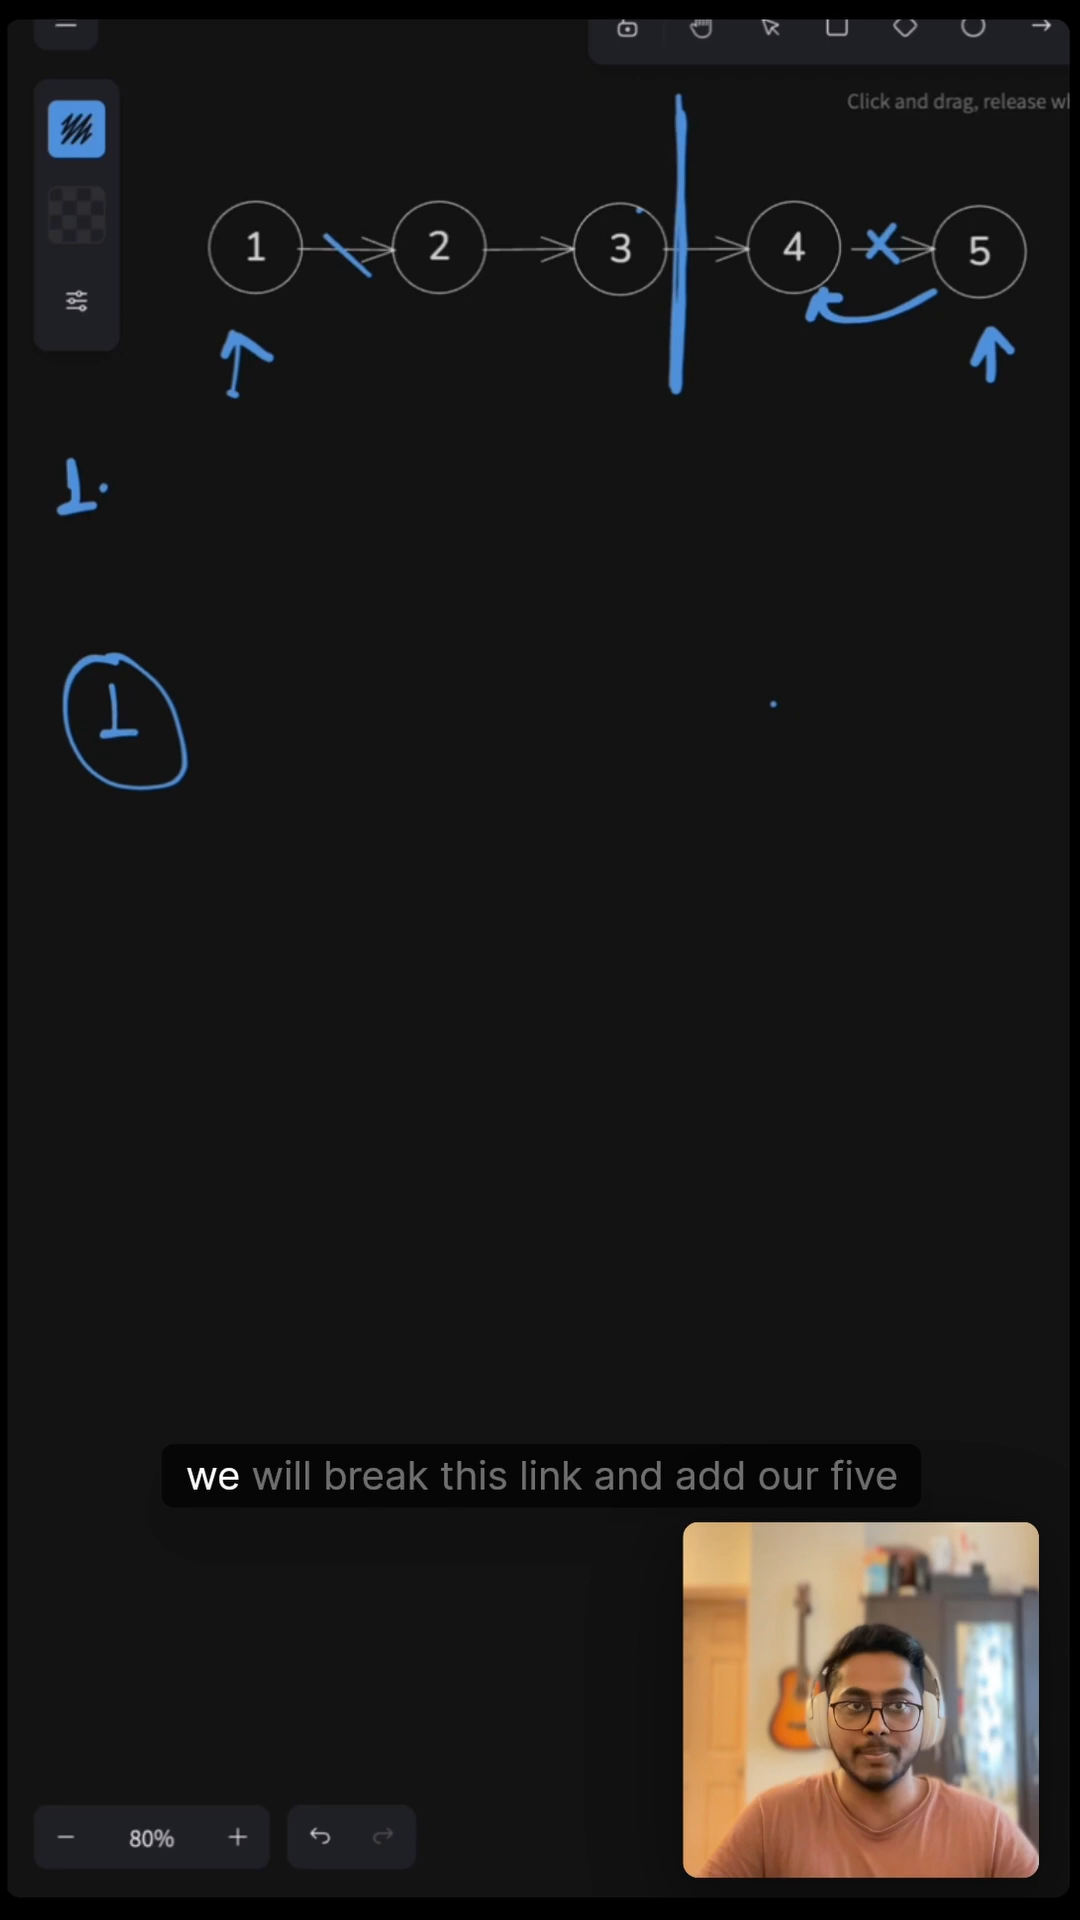 Click and drag, release wh
1 2 3 4 5
1.
1
we will break this link and add our five
80%